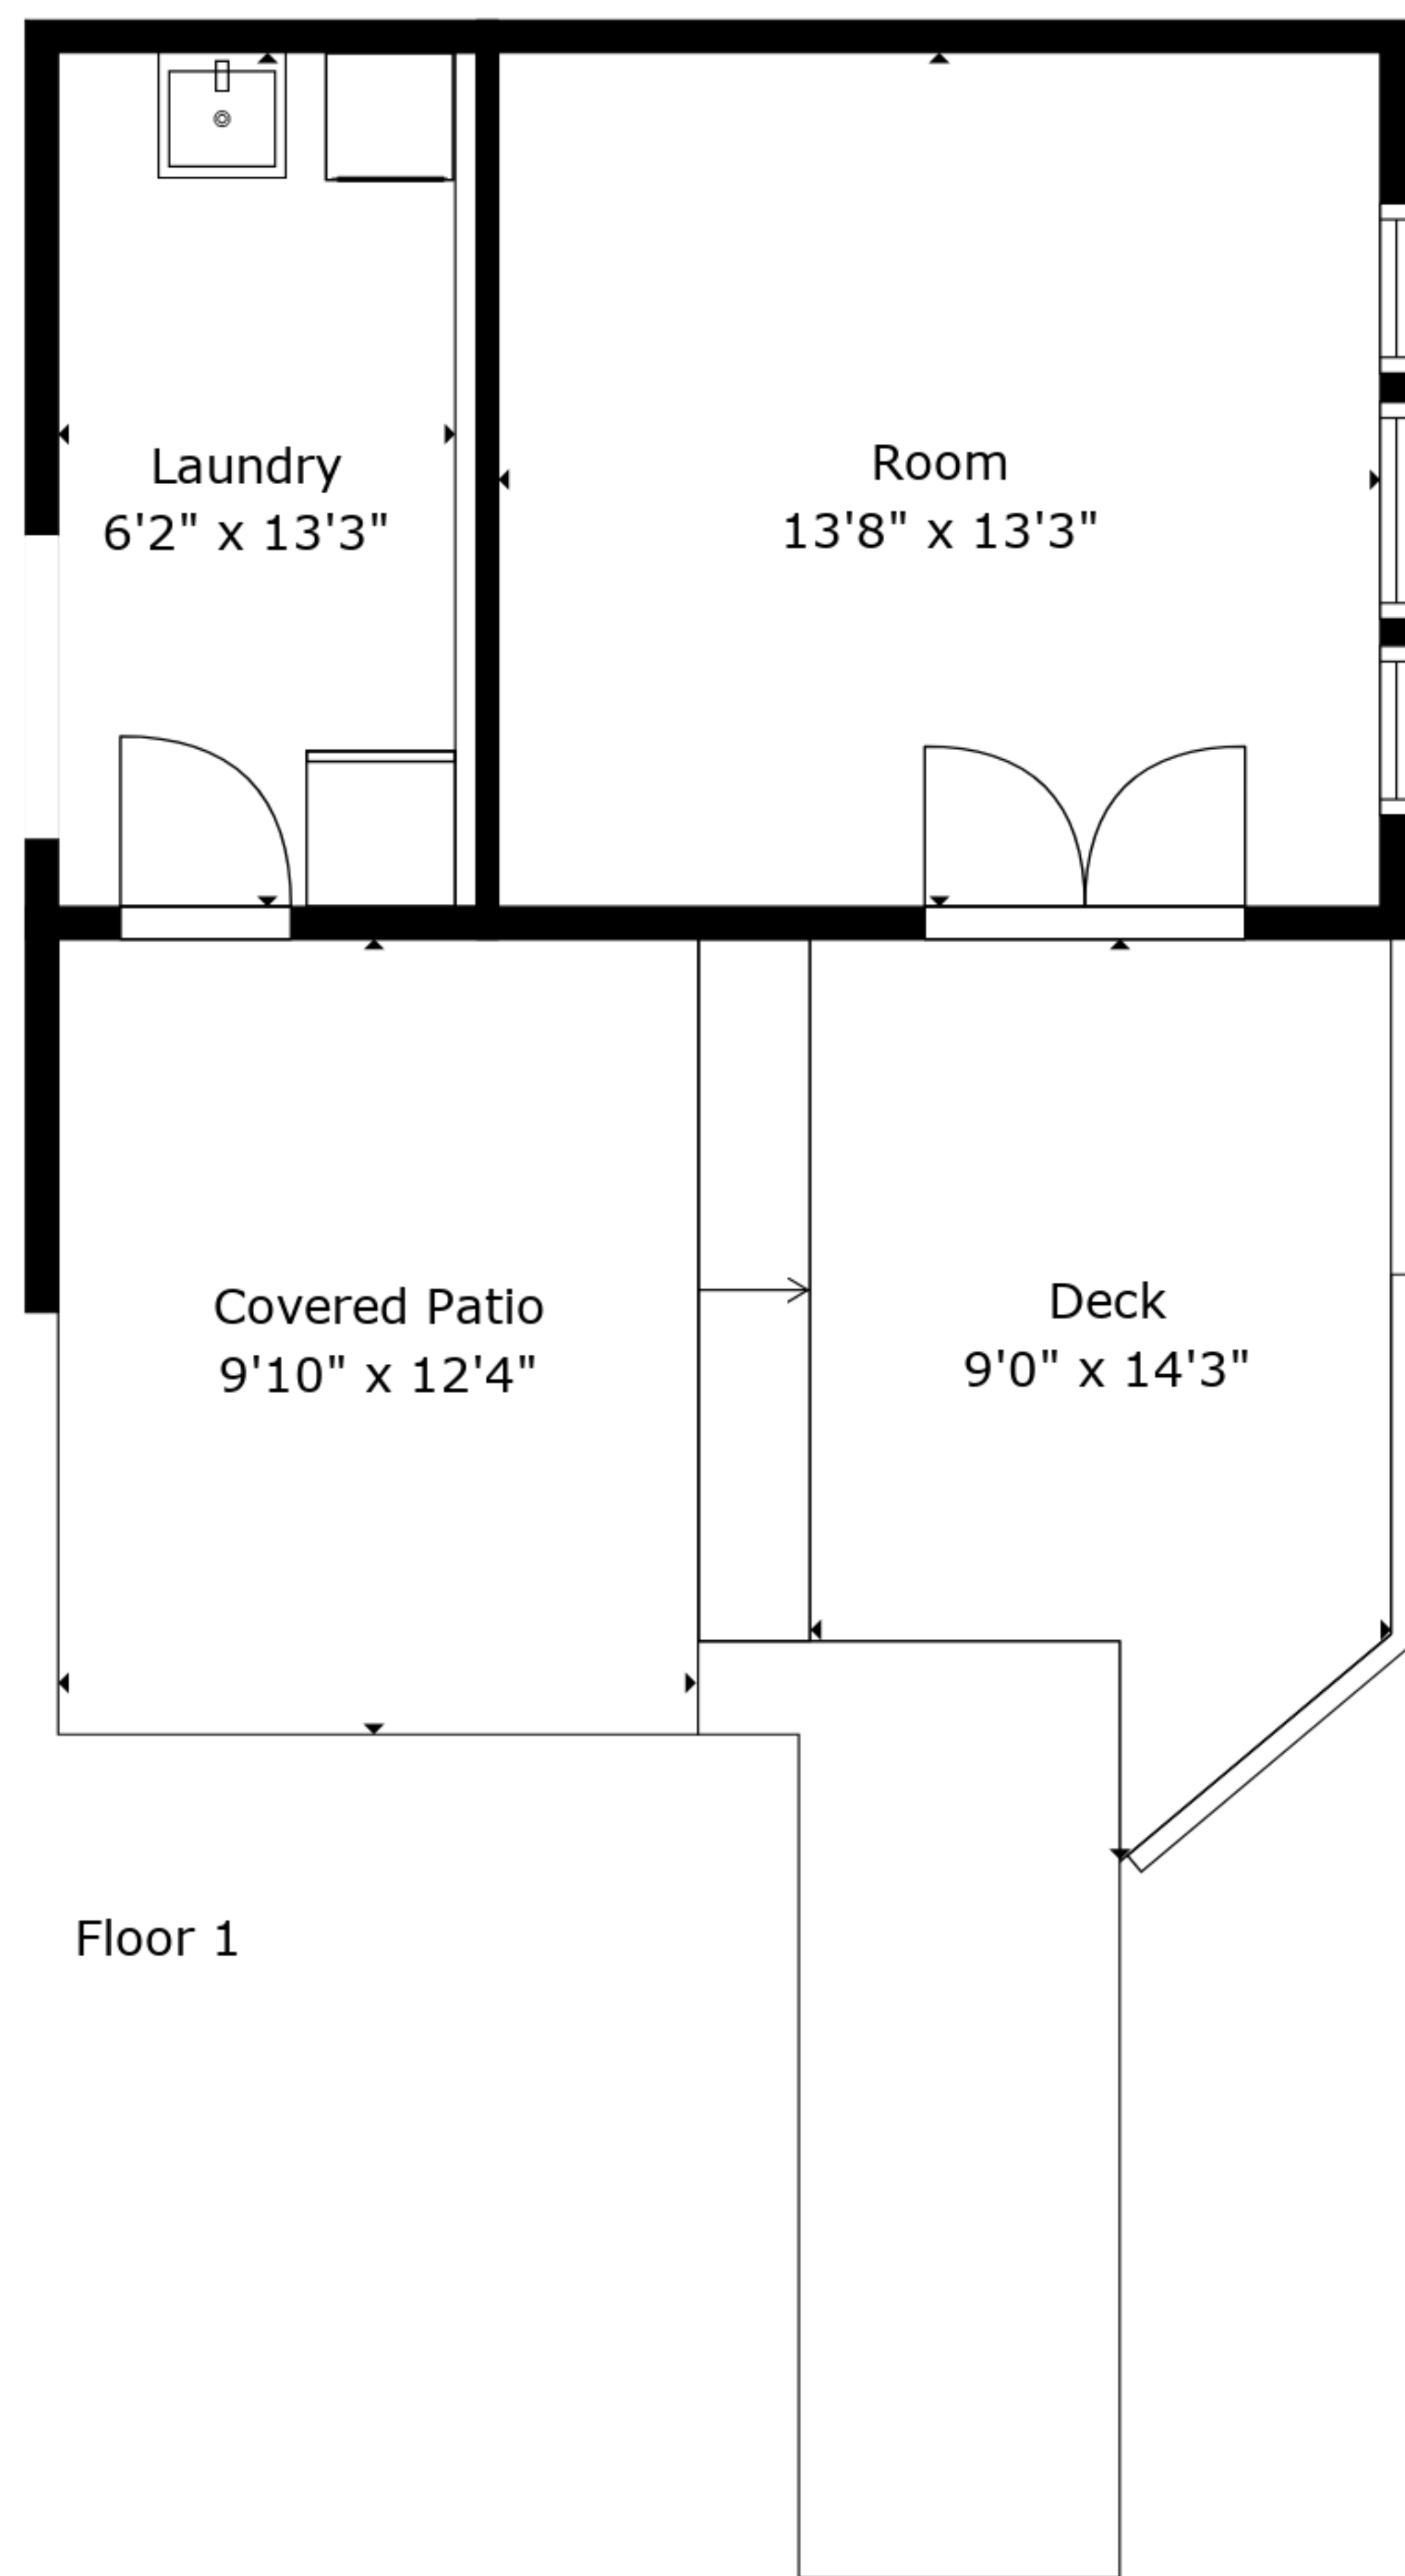 Laundry
6'2" x 13'3"
Room
13'8" x 13'3"
Covered Patio
9'10" x 12'4"
Deck
9'0" x 14'3"
Floor 1